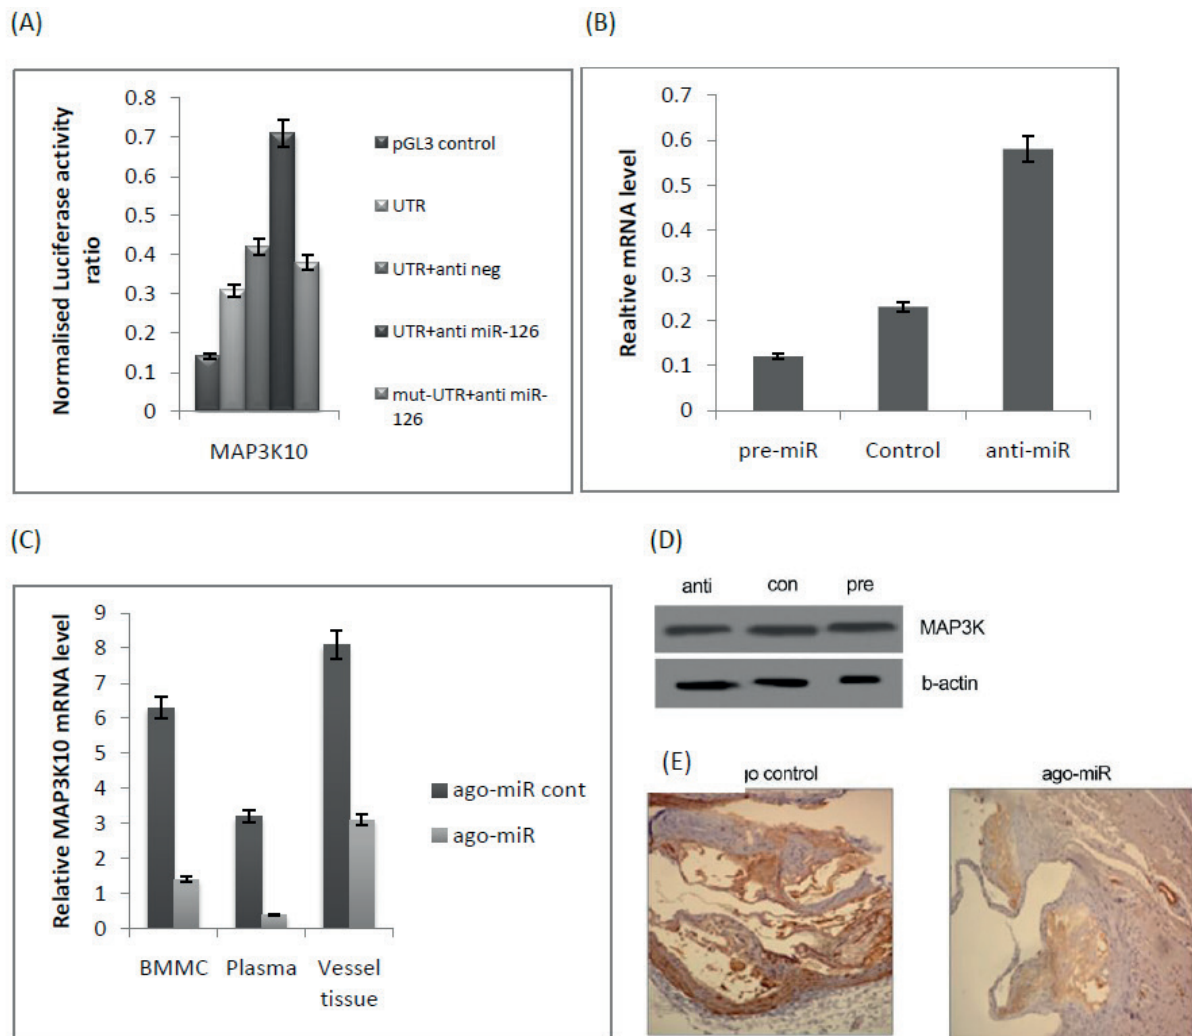 (A)
Normalised Luciferase activity
ratio
0.8
0.7
0.6
0.5
0.4
0.3
0.2
0.1
0
MAP3K10
pGL3 control
UTR
UTR+anti neg
UTR+anti miR-126
mut-UTR+anti miR-
126
(B)
Realtive mRNA level
0.7
0.6
0.5
0.4
0.3
0.2
0.1
0
pre-miR Control anti-miR
(C)
Relative MAP3K10 mRNA level
9
8
7
6
5
4
3
2
1
0
BMMC Plasma Vessel
tissue
ago-miR cont
ago-miR
(D)
anti con pre
MAP3K
b-actin
(E)
control
ago-miR